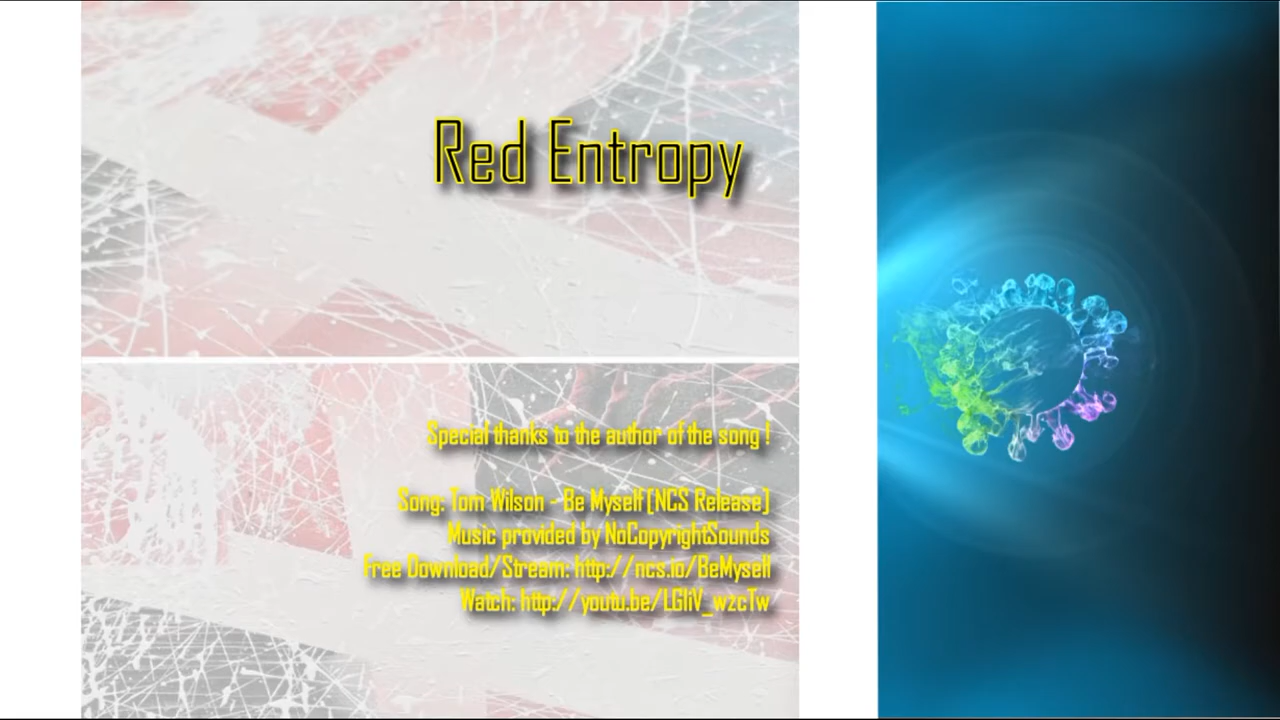 Red Entropy
Special thanks to the author of the song !
Song: Tom Wilson - Be Myself [NCS Release]
Music provided by NoCopyrightSounds
Free Download/Stream: http://ncs.io/BeMyself
Watch: http://youtu.be/LGliV_wzcTw